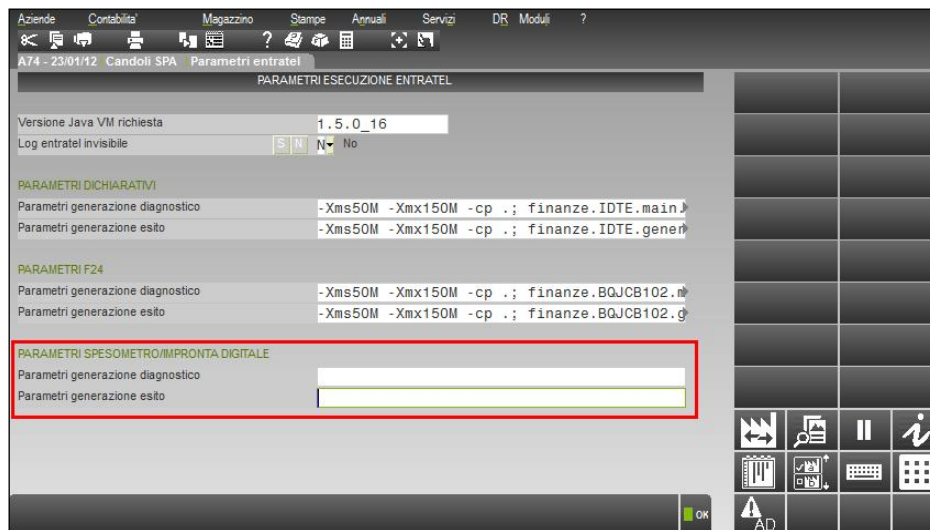 Aziende Contabilita' Magazzino Stampe Annuali Servizi DR Moduli ?
?
A74 - 23/01/12 Candoli SPA Parametri entratel
PARAMETRI ESECUZIONE ENTRATEL
Versione Java VM richiesta 1.5.0_16
Log entratel invisibile S N N No
PARAMETRI DICHIARATIVI
Parametri generazione diagnostico -Xms50M -Xmx150M -cp .; finanze.IDTE.main.
Parametri generazione esito -Xms50M -Xmx150M -cp .; finanze.IDTE.gener
PARAMETRI F24
Parametri generazione diagnostico -Xms50M -Xmx150M -cp .; finanze.BQJCB102.m
Parametri generazione esito -Xms50M -Xmx150M -cp .; finanze.BQJCB102.g
PARAMETRI SPESOMETRO/IMPRONTA DIGITALE
Parametri generazione diagnostico
Parametri generazione esito
OK
AD